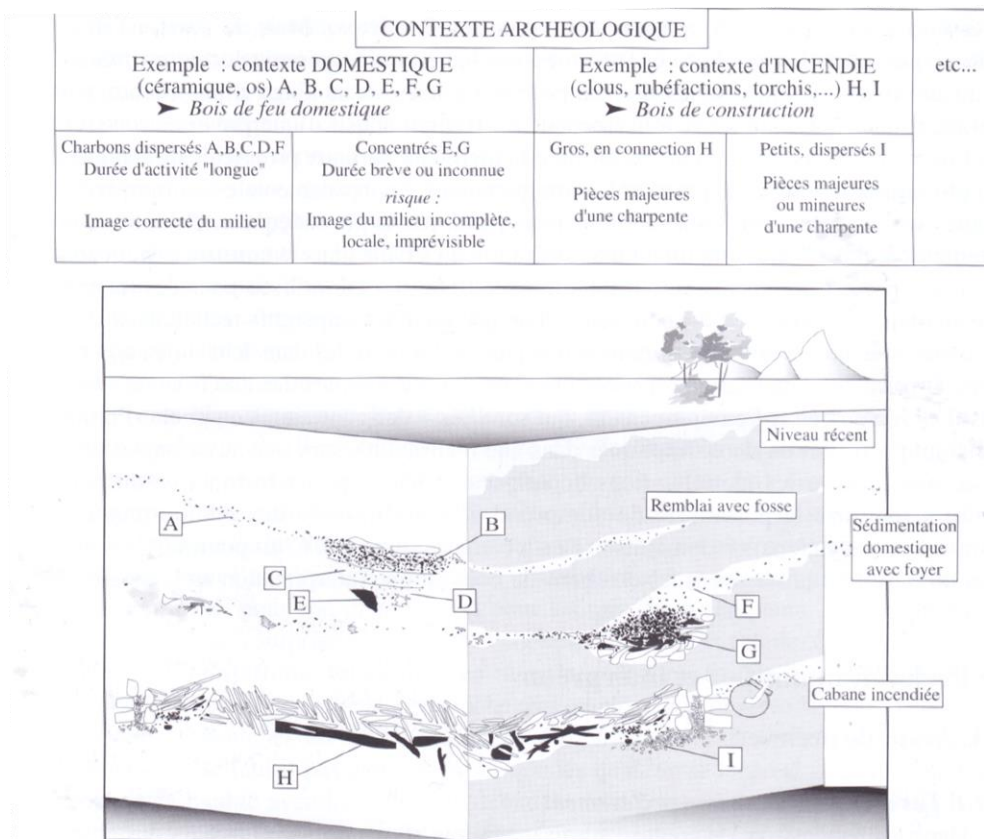 CONTEXTE ARCHEOLOGIQUE
Exemple : contexte DOMESTIQUE
(céramique, os) A, B, C, D, E, F, G
➤ Bois de feu domestique
Exemple : contexte d'INCENDIE
(clous, rubéfactions, torchis,...) H, I
➤ Bois de construction
etc...
Charbons dispersés A,B,C,D,F
Durée d'activité "longue"
Image correcte du milieu
Concentrés E,G
Durée brève ou inconnue
risque :
Image du milieu incomplète,
locale, imprévisible
Gros, en connection H
Pièces majeures
d'une charpente
Petits, dispersés I
Pièces majeures
ou mineures
d'une charpente
Niveau récent
Remblai avec fosse
A
B
Sédimentation
domestique
avec foyer
C
E
D
F
G
Cabane incendiée
H
I